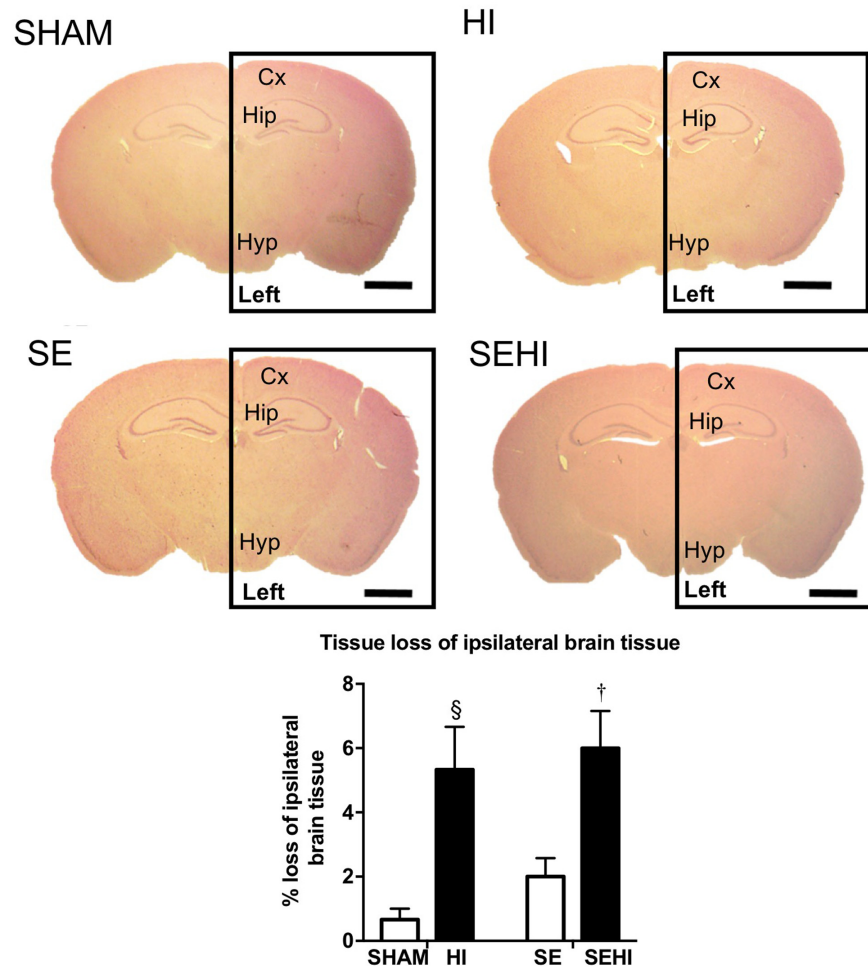 SHAM
HI
Cx
Hip
Hyp
Left
Cx
Hip
Hyp
Left
SE
SEHI
Cx
Hip
Hyp
Left
Cx
Hip
Hyp
Left
Tissue loss of ipsilateral brain tissue
% loss of ipsilateral
brain tissue
8
6
4
2
0
§
†
SHAM HI SE SEHI